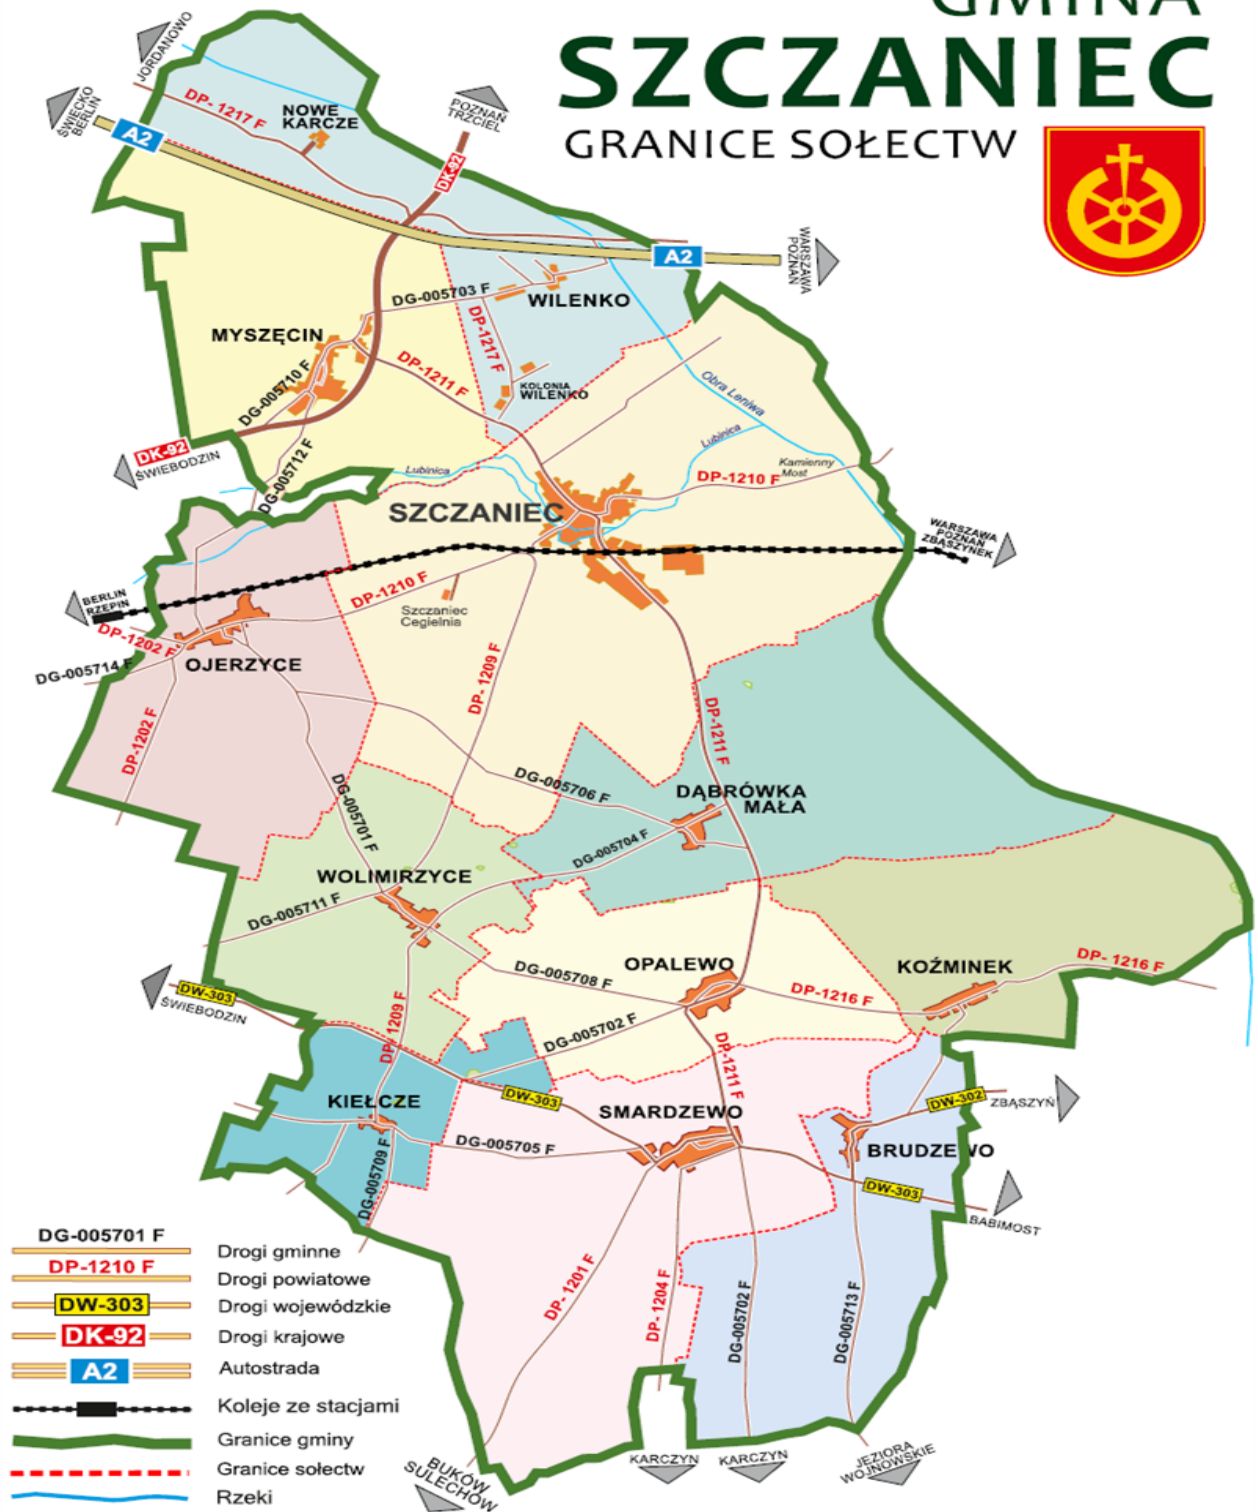 GMINA
SZCZANIEC
GRANICE SOŁECTW
JORDANOWO
ŚWIECKO
BERLIN
A2
DP- 1217 F
NOWE
KARCZE
POZNAŃ
TRZCIEL
DK-92
A2
WARSZAWA
POZNAŃ
DG-005703 F
WILENKO
MYSZĘCIN
DP-1217 F
DP-1211 F
KOLONIA
WILENKO
DG-005710 F
Obra Leniwa
Lubinica
DK-92
ŚWIEBODZIN
DG-005712 F
Lubinica
Kamienny
Most
DP-1210 F
SZCZANIEC
WARSZAWA
POZNAŃ
ZBĄSZYNEK
BERLIN
RZEPIN
DP-1210 F
Szczaniec
Cegielnia
DP-1202 F
DG-005714 F
OJERZYCE
DP- 1209 F
DP-1202 F
DP-1211 F
DG-005706 F
DĄBRÓWKA
MAŁA
DG-005701 F
DG-005704 F
WOLIMIRZYCE
DG-005711 F
DG-005708 F
OPALEWO
KOŹMINEK
DP- 1216 F
DW-303
ŚWIEBODZIN
DP-1216 F
DP- 1209 F
DG-005702 F
DP-1211 F
KIEŁCZE
DW-303
SMARDZEWO
DW-302
ZBĄSZYŃ
DG-005705 F
BRUDZEWO
DG-005709 F
DW-303
BABIMOST
DP- 1201 F
DP- 1204 F
DG-005702 F
DG-005713 F
BUKÓW
SULECHÓW
KARCZYN
KARCZYN
JEZIORA
WOJNOWSKIE
DG-005701 F
Drogi gminne
DP-1210 F
Drogi powiatowe
DW-303
Drogi wojewódzkie
DK-92
Drogi krajowe
A2
Autostrada
Koleje ze stacjami
Granice gminy
Granice sołectw
Rzeki